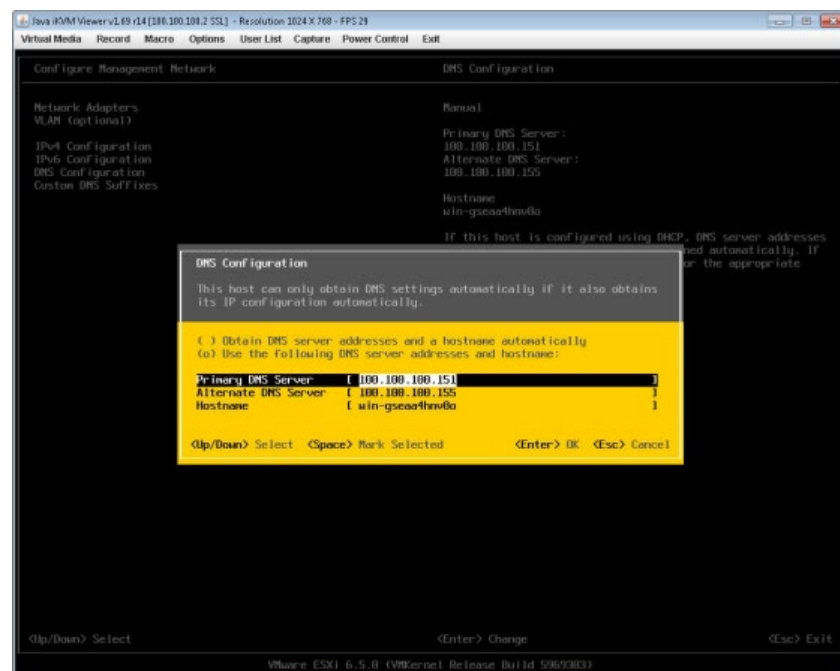 Java iKVM Viewer v1.69 r14 [100.100.100.2 SSL] - Resolution 1024 X 768 - FPS 29
Virtual Media Record Macro Options User List Capture Power Control Exit
Configure Management Network
DNS Configuration
Network Adapters
VLAN (optional)
IPv4 Configuration
IPv6 Configuration
DNS Configuration
Custom DNS Suffixes
Manual
Primary DNS Server:
100.100.100.151
Alternate DNS Server:
100.100.100.155
Hostname
win-gseaa4hnv0o
If this host is configured using DHCP, DNS server addresses
ned automatically. If
or the appropriate
DNS Configuration
This host can only obtain DNS settings automatically if it also obtains
its IP configuration automatically.
( ) Obtain DNS server addresses and a hostname automatically
(o) Use the following DNS server addresses and hostname:
Primary DNS Server [ 100.100.100.151 ]
Alternate DNS Server [ 100.100.100.155 ]
Hostname [ win-gseaa4hnv0o ]
<Up/Down> Select <Space> Mark Selected <Enter> OK <Esc> Cancel
<Up/Down> Select <Enter> Change <Esc> Exit
VMware ESXi 6.5.0 (VMKernel Release Build 5969303)